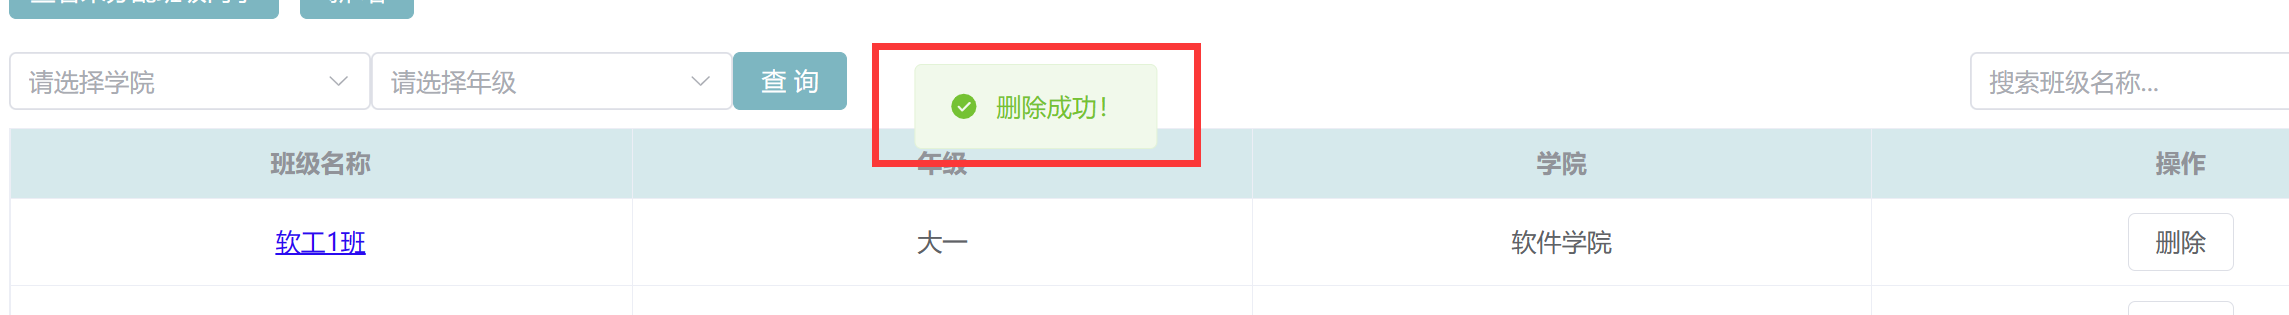 请选择学院 请选择年级 查 询 删除成功！ 搜索班级名称...
班级名称 年级 学院 操作
软工1班 大一 软件学院 删除